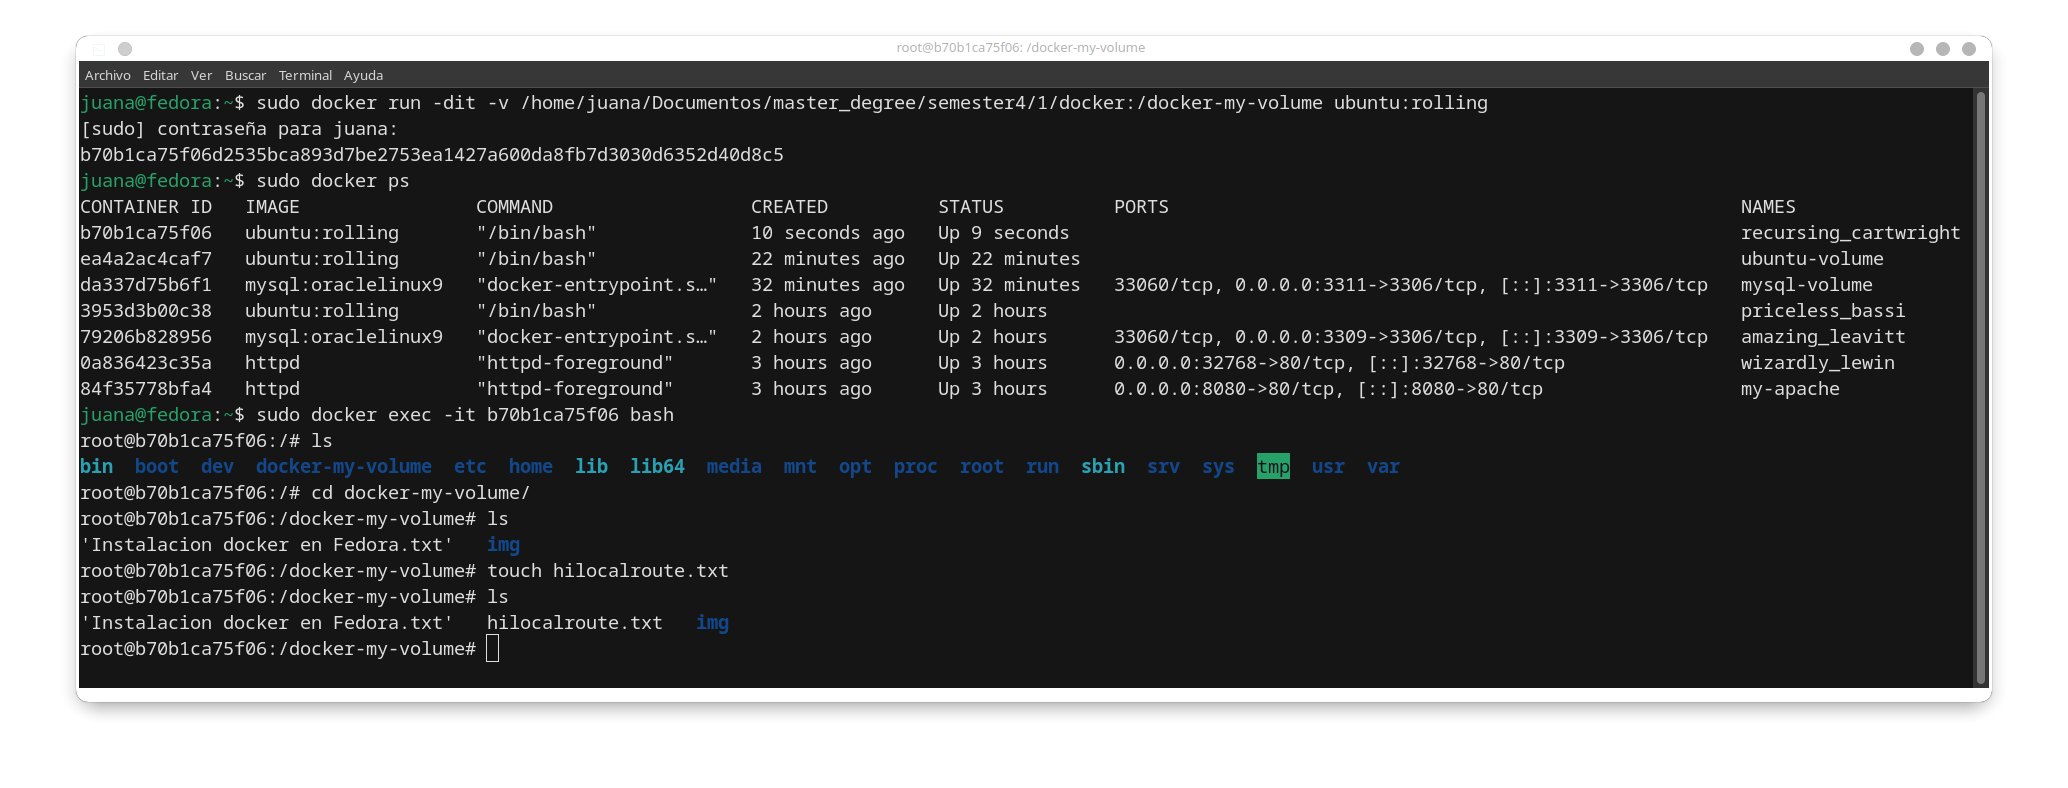 root@b70b1ca75f06: /docker-my-volume
Archivo Editar Ver Buscar Terminal Ayuda
juana@fedora:~$ sudo docker run -dit -v /home/juana/Documentos/master_degree/semester4/1/docker:/docker-my-volume ubuntu:rolling
[sudo] contraseña para juana:
b70b1ca75f06d2535bca893d7be2753ea1427a600da8fb7d3030d6352d40d8c5
juana@fedora:~$ sudo docker ps
CONTAINER ID   IMAGE                COMMAND                  CREATED          STATUS          PORTS                                                    NAMES
b70b1ca75f06   ubuntu:rolling       "/bin/bash"              10 seconds ago   Up 9 seconds                                                             recursing_cartwright
ea4a2ac4caf7   ubuntu:rolling       "/bin/bash"              22 minutes ago   Up 22 minutes                                                            ubuntu-volume
da337d75b6f1   mysql:oraclelinux9   "docker-entrypoint.s…"   32 minutes ago   Up 32 minutes   33060/tcp, 0.0.0.0:3311->3306/tcp, [::]:3311->3306/tcp   mysql-volume
3953d3b00c38   ubuntu:rolling       "/bin/bash"              2 hours ago      Up 2 hours                                                               priceless_bassi
79206b828956   mysql:oraclelinux9   "docker-entrypoint.s…"   2 hours ago      Up 2 hours      33060/tcp, 0.0.0.0:3309->3306/tcp, [::]:3309->3306/tcp   amazing_leavitt
0a836423c35a   httpd                "httpd-foreground"       3 hours ago      Up 3 hours      0.0.0.0:32768->80/tcp, [::]:32768->80/tcp                wizardly_lewin
84f35778bfa4   httpd                "httpd-foreground"       3 hours ago      Up 3 hours      0.0.0.0:8080->80/tcp, [::]:8080->80/tcp                  my-apache
juana@fedora:~$ sudo docker exec -it b70b1ca75f06 bash
root@b70b1ca75f06:/# ls
bin  boot  dev  docker-my-volume  etc  home  lib  lib64  media  mnt  opt  proc  root  run  sbin  srv  sys  tmp  usr  var
root@b70b1ca75f06:/# cd docker-my-volume/
root@b70b1ca75f06:/docker-my-volume# ls
'Instalacion docker en Fedora.txt'   img
root@b70b1ca75f06:/docker-my-volume# touch hilocalroute.txt
root@b70b1ca75f06:/docker-my-volume# ls
'Instalacion docker en Fedora.txt'   hilocalroute.txt   img
root@b70b1ca75f06:/docker-my-volume#